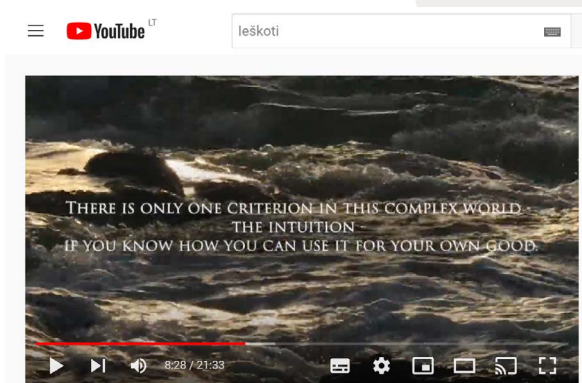 YouTube LT
Ieškoti
THERE IS ONLY ONE CRITERION IN THIS COMPLEX WORLD -
THE INTUITION -
IF YOU KNOW HOW YOU CAN USE IT FOR YOUR OWN GOOD.
8:28 / 21:33